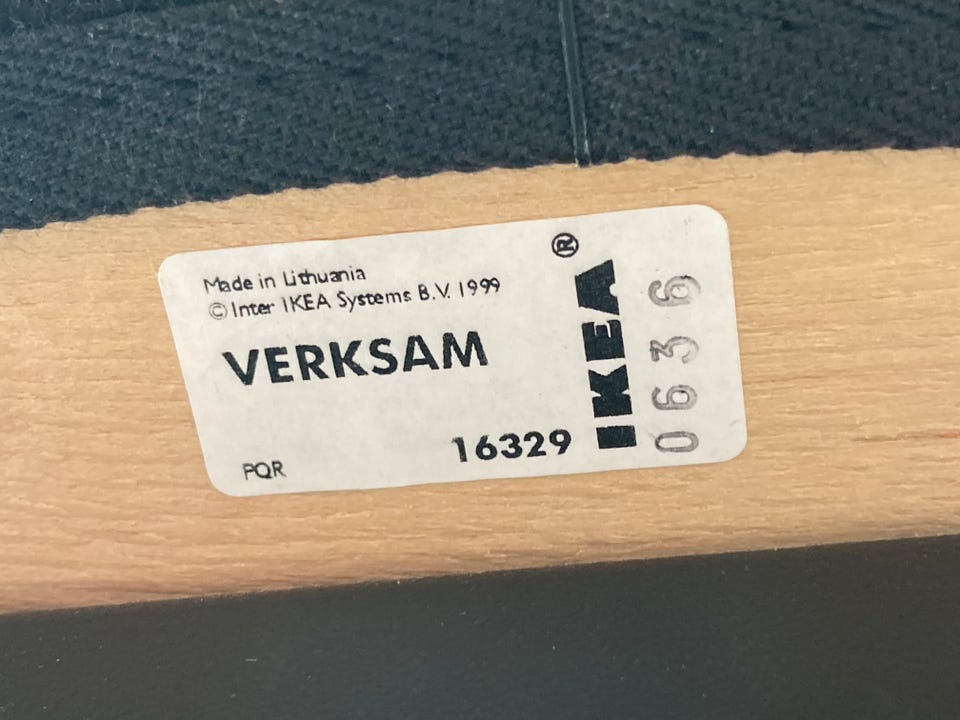 Made in Lithuania
© Inter IKEA Systems B.V. 1999
VERKSAM
16329
PQR
IKEA®
0636